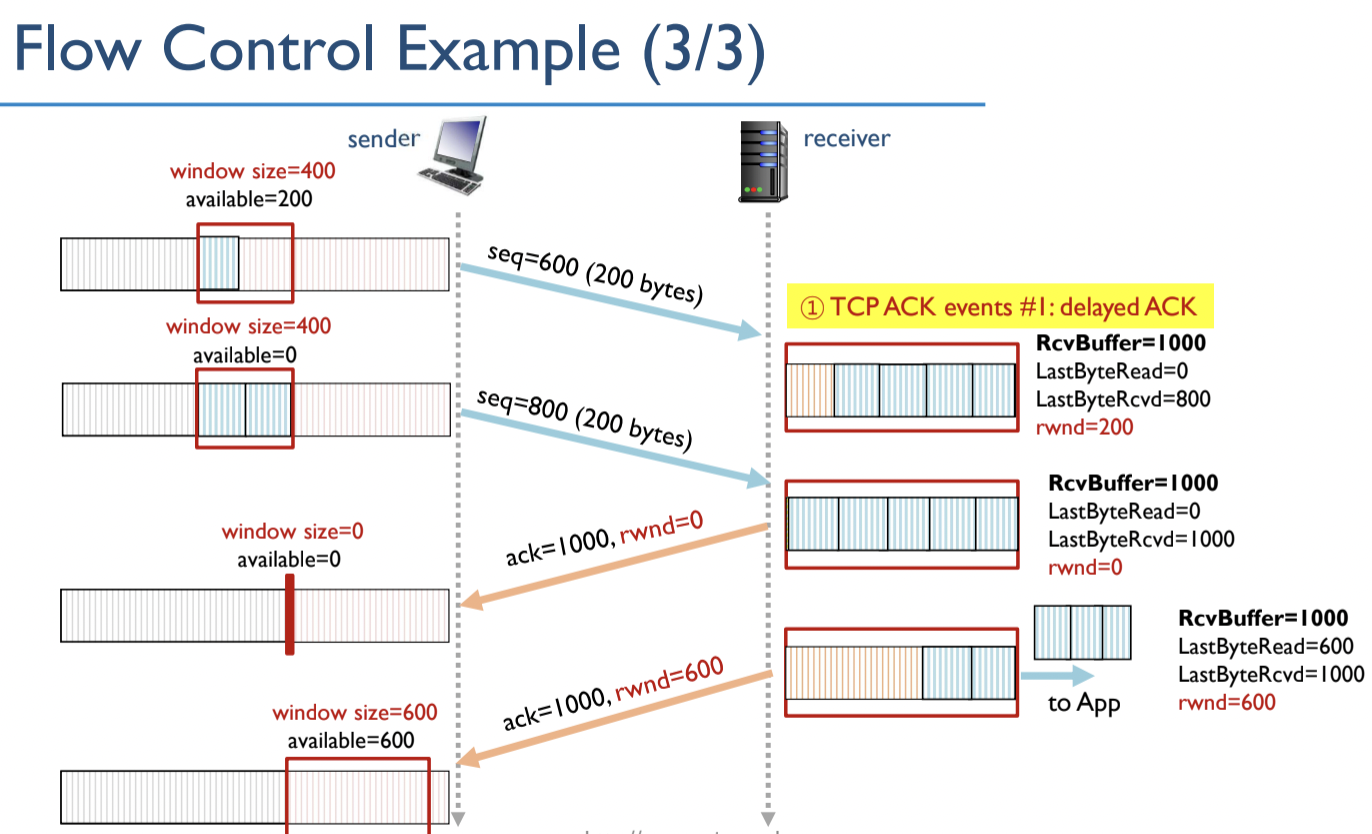 Flow Control Example (3/3)
sender
receiver
window size=400
available=200
seq=600 (200 bytes)
① TCP ACK events #1: delayed ACK
window size=400
available=0
RcvBuffer=1000
LastByteRead=0
LastByteRcvd=800
rwnd=200
seq=800 (200 bytes)
RcvBuffer=1000
LastByteRead=0
LastByteRcvd=1000
rwnd=0
window size=0
available=0
ack=1000, rwnd=0
RcvBuffer=1000
LastByteRead=600
LastByteRcvd=1000
rwnd=600
to App
ack=1000, rwnd=600
window size=600
available=600